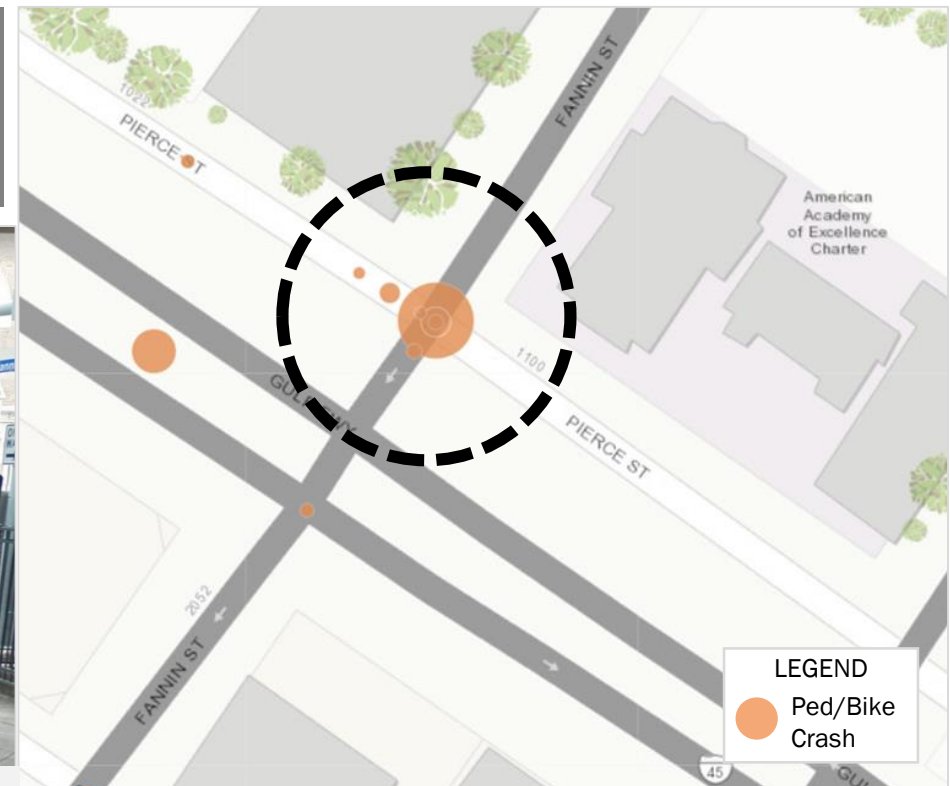 FANNIN ST
1022
PIERCE ST
American
Academy
of Excellence
Charter
1100
PIERCE ST
2052
FANNIN ST
LEGEND
Ped/Bike
Crash
45